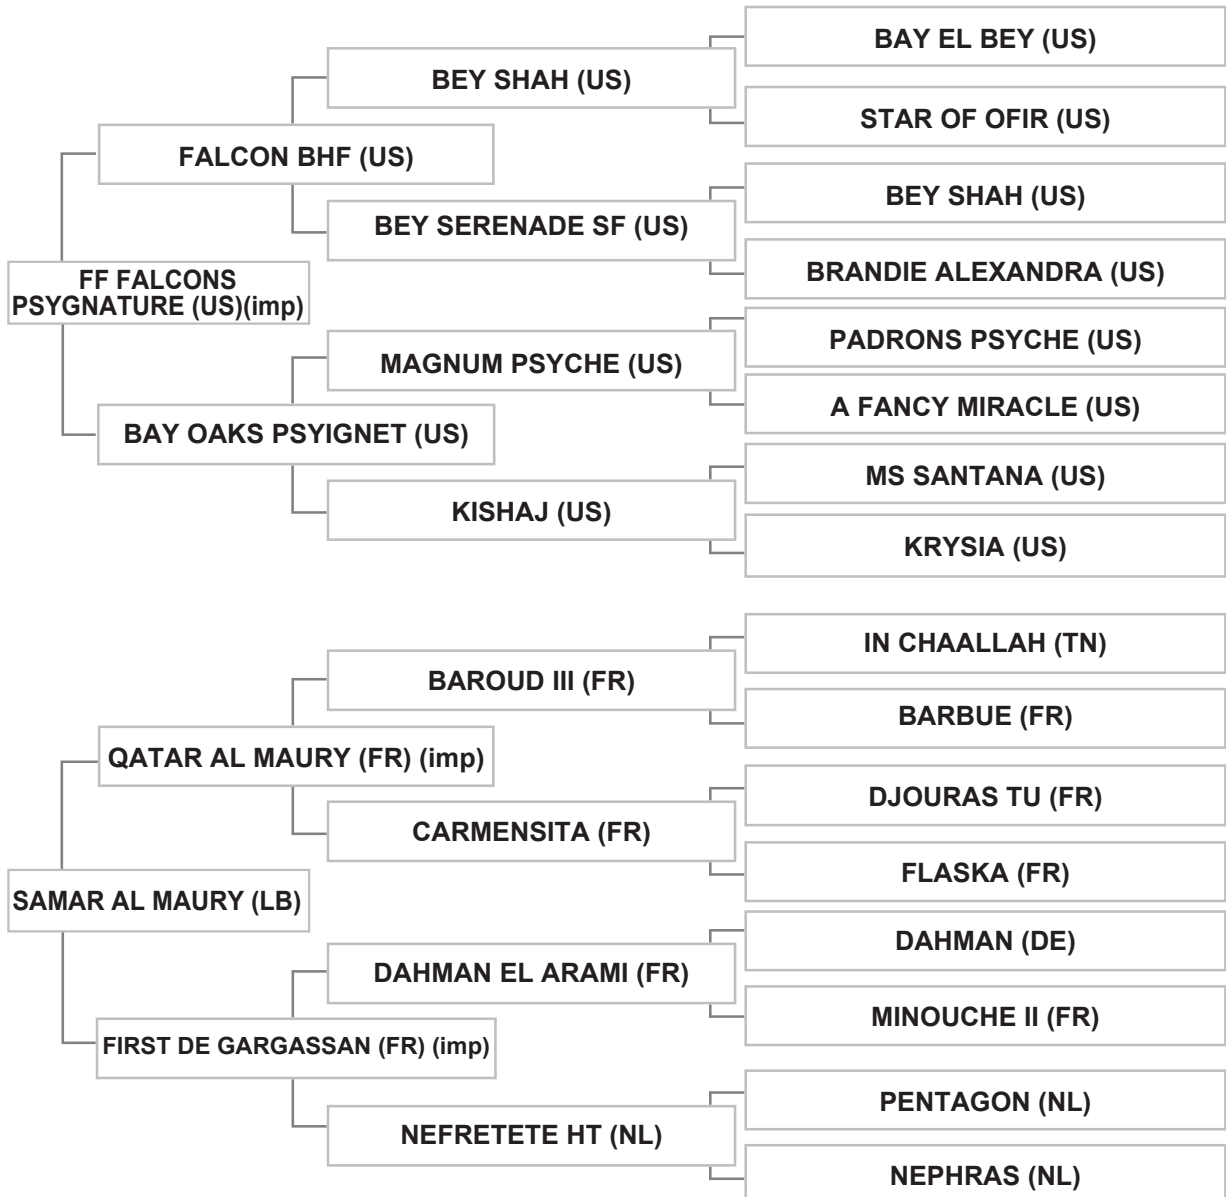 BAY EL BEY (US)
BEY SHAH (US)
STAR OF OFIR (US)
FALCON BHF (US)
BEY SHAH (US)
BEY SERENADE SF (US)
BRANDIE ALEXANDRA (US)
FF FALCONS
PSYGNATURE (US)(imp)
PADRONS PSYCHE (US)
MAGNUM PSYCHE (US)
A FANCY MIRACLE (US)
BAY OAKS PSYIGNET (US)
MS SANTANA (US)
KISHAJ (US)
KRYSIA (US)
IN CHAALLAH (TN)
BAROUD III (FR)
BARBUE (FR)
QATAR AL MAURY (FR) (imp)
DJOURAS TU (FR)
CARMENSITA (FR)
FLASKA (FR)
SAMAR AL MAURY (LB)
DAHMAN (DE)
DAHMAN EL ARAMI (FR)
MINOUCHE II (FR)
FIRST DE GARGASSAN (FR) (imp)
PENTAGON (NL)
NEFRETETE HT (NL)
NEPHRAS (NL)